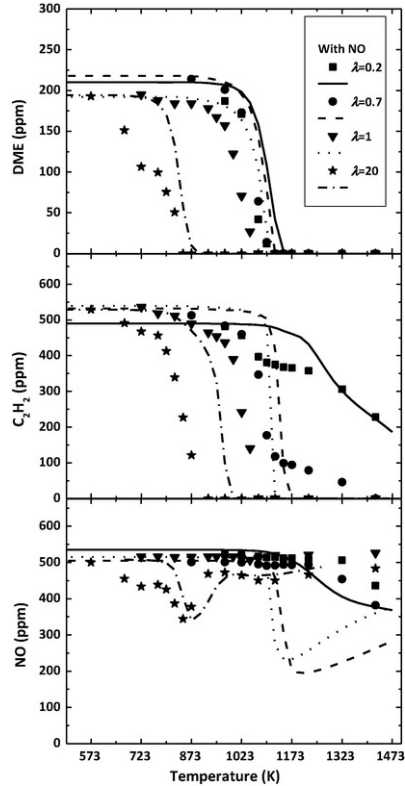 300
250
200
150
100
50
0
DME (ppm)
With NO
λ=0.2
λ=0.7
λ=1
λ=20
600
500
400
300
200
100
0
C₂H₂ (ppm)
600
500
400
300
200
100
0
NO (ppm)
573 723 873 1023 1173 1323 1473
Temperature (K)